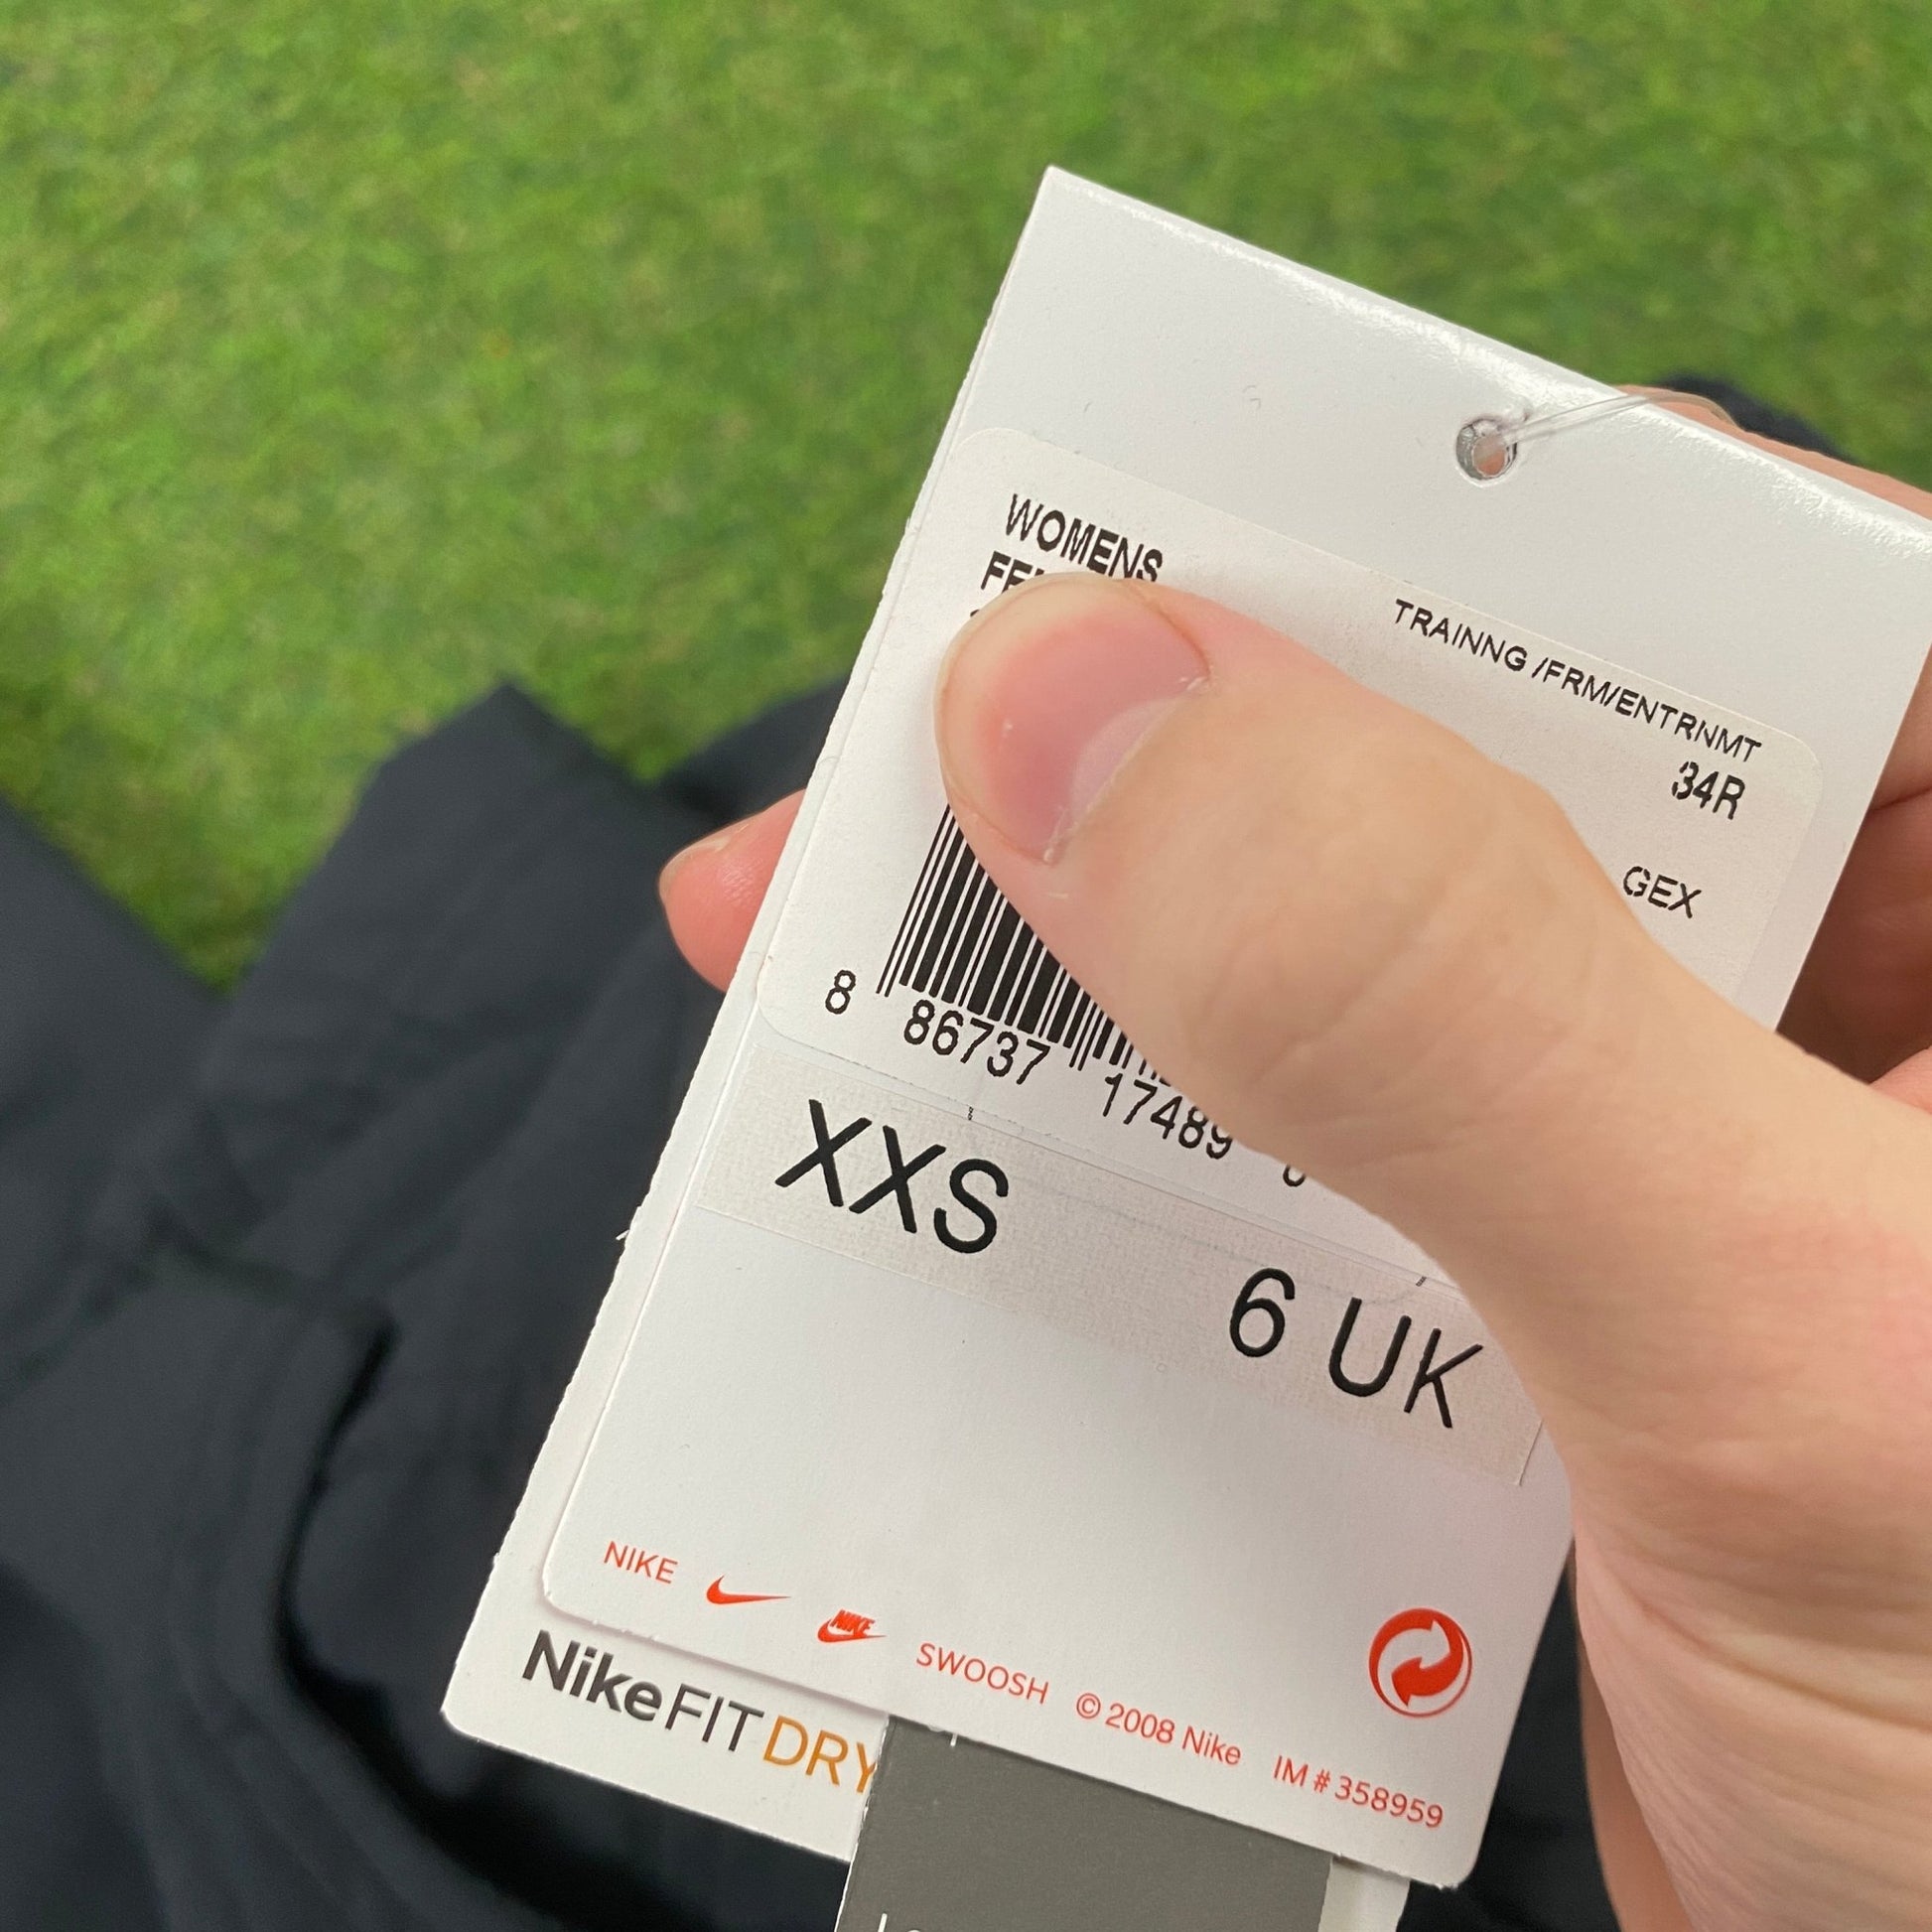 WOMENS
TRAINNG /FRM/ENTRNMT
34R
GEX
8 86737 17489
XXS
6 UK
NIKE NIKE SWOOSH © 2008 Nike IM # 358959
NikeFIT DRY